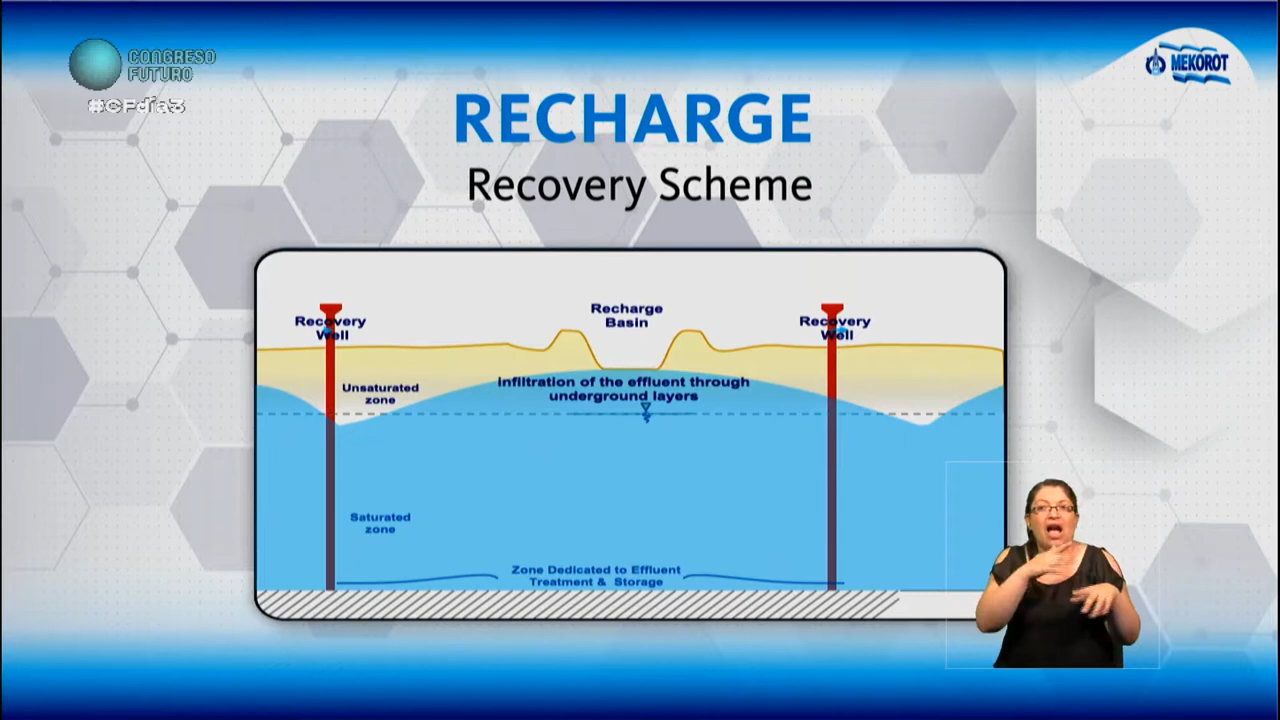 CONGRESO
FUTURO
#CFdía3
MEKOROT
RECHARGE
Recovery Scheme
Recovery
Well
Recharge
Basin
Recovery
Well
Unsaturated
zone
Infiltration of the effluent through
underground layers
Saturated
zone
Zone Dedicated to Effluent
Treatment & Storage